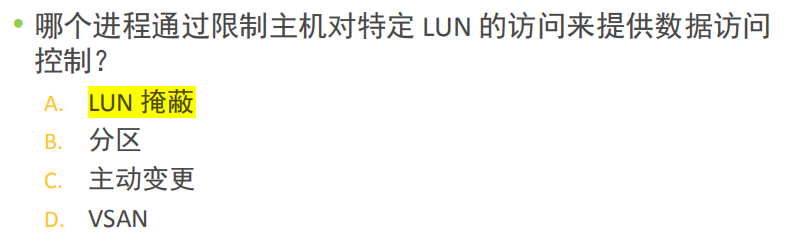 • 哪个进程通过限制主机对特定 LUN 的访问来提供数据访问
控制？
A. LUN 掩蔽
B. 分区
C. 主动变更
D. VSAN